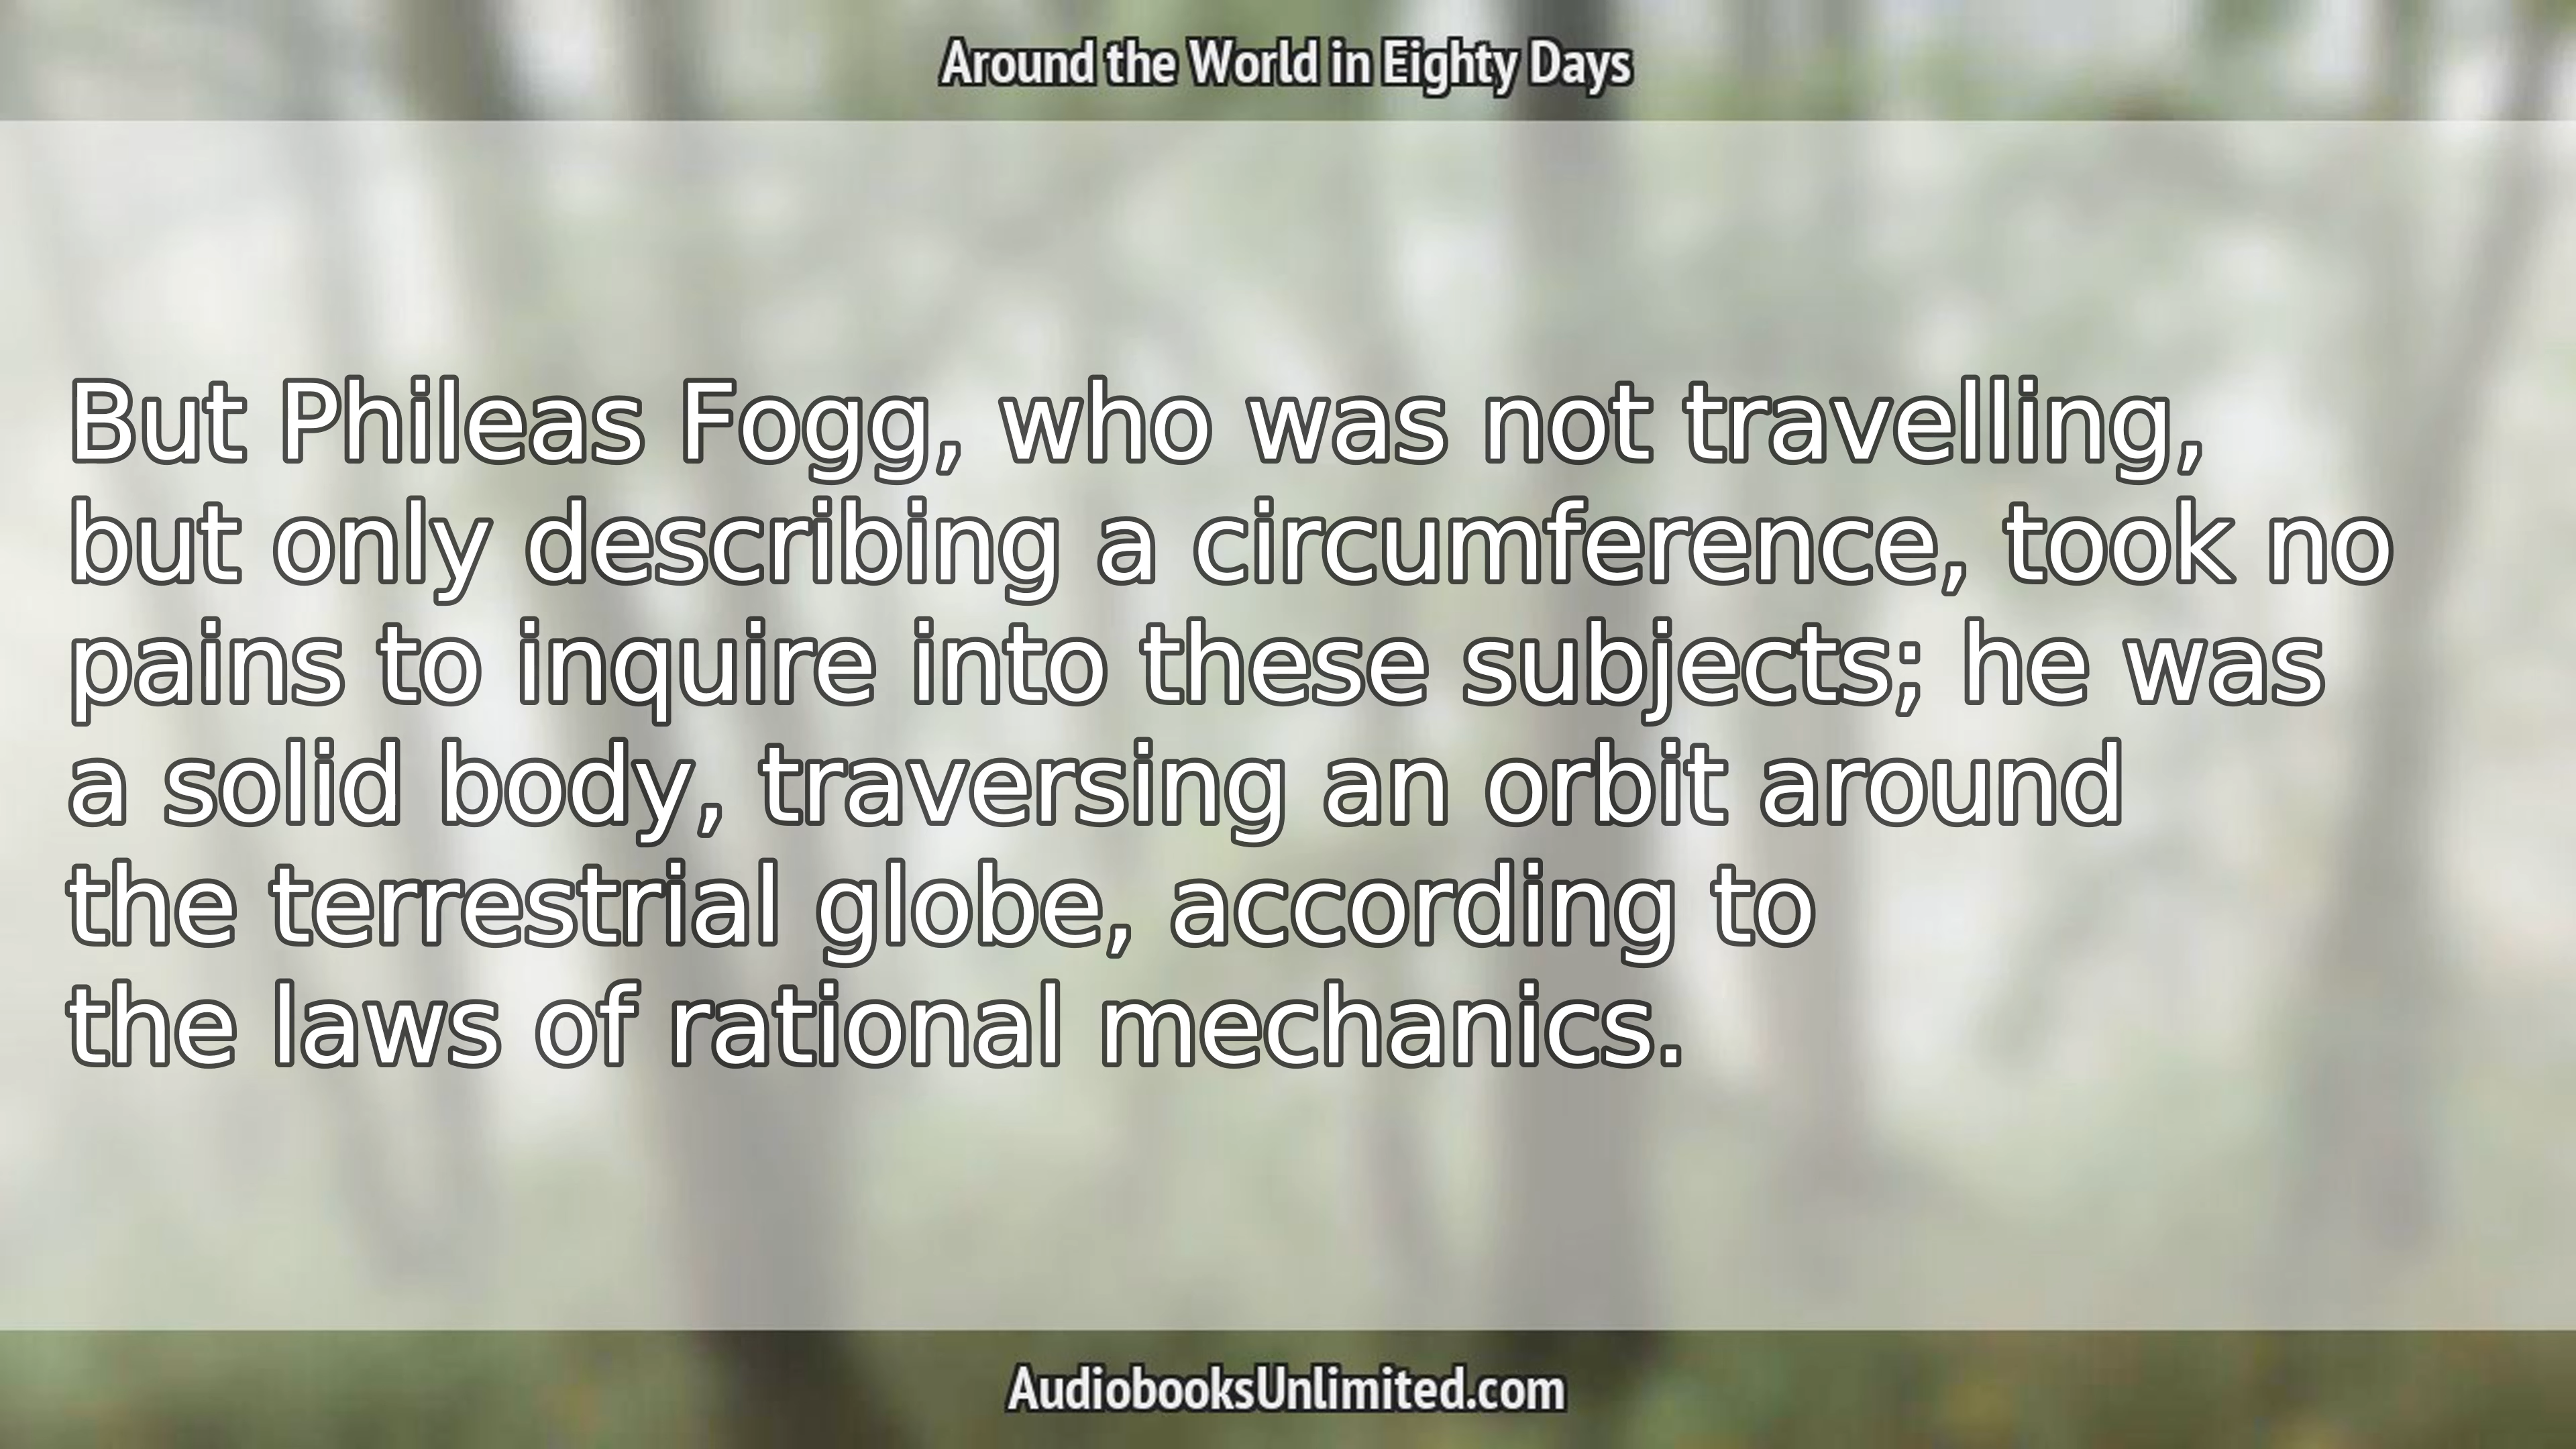 Around the World in Eighty Days
But Phileas Fogg, who was not travelling,
but only describing a circumference, took no
pains to inquire into these subjects; he was
a solid body, traversing an orbit around
the terrestrial globe, according to
the laws of rational mechanics.
AudiobooksUnlimited.com